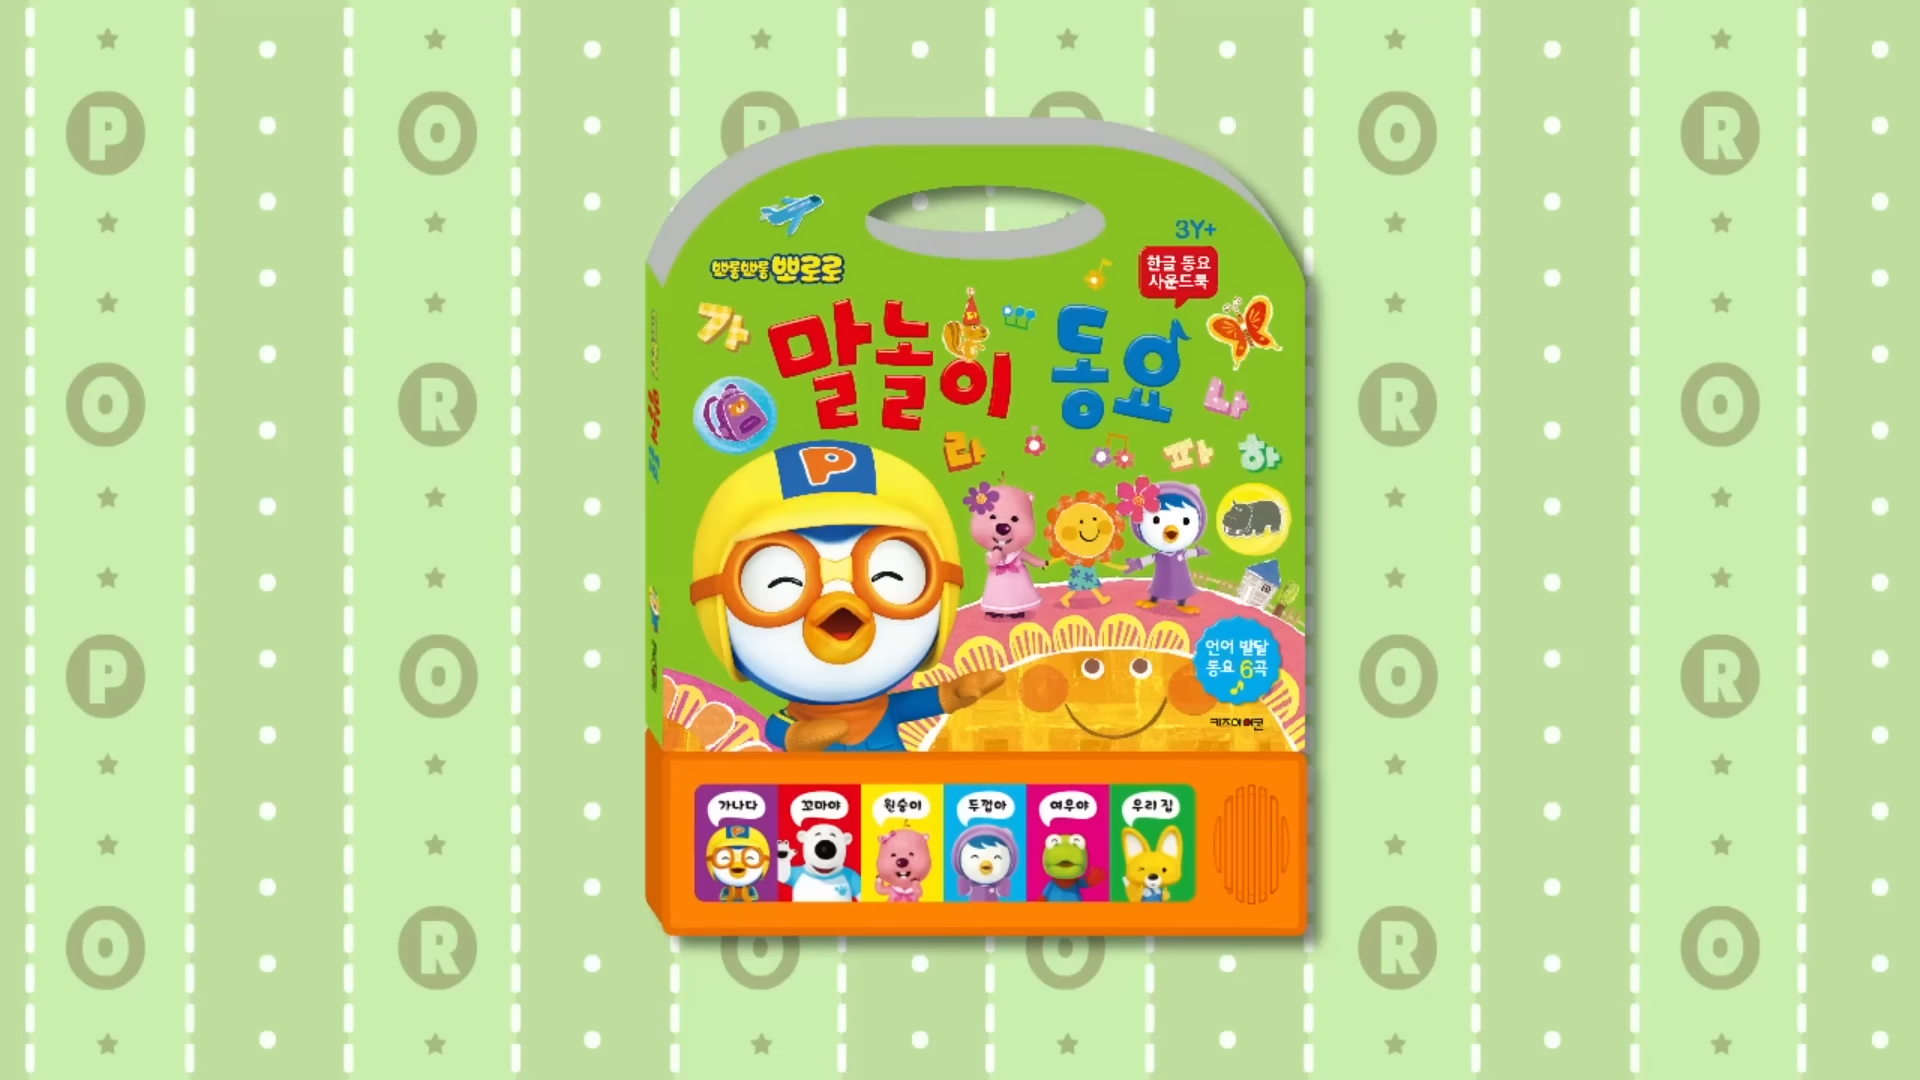 P O P P O R
3Y+
한글 동요
사운드북
뽀롱뽀롱 뽀로로
가
말놀이 동요
나
라
파
하
P
O R R O
언어 발달
동요 6곡
키즈아이콘
P O O R
가나다
꼬마야
원숭이
두껍아
여우야
우리 집
O R O O R O